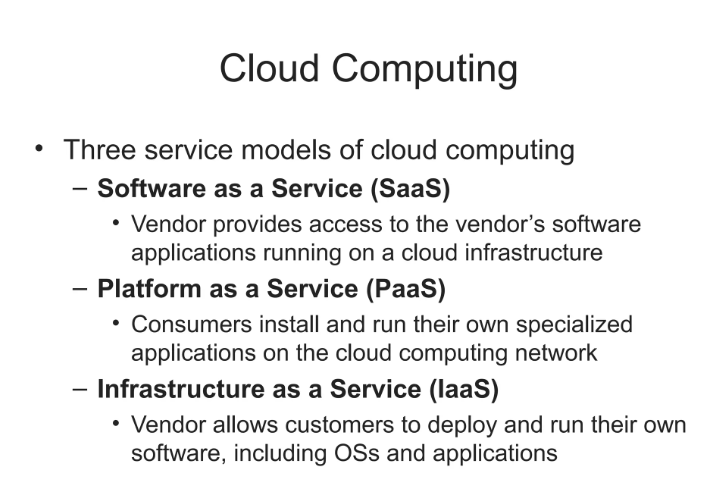 Cloud Computing
• Three service models of cloud computing
– Software as a Service (SaaS)
• Vendor provides access to the vendor’s software
applications running on a cloud infrastructure
– Platform as a Service (PaaS)
• Consumers install and run their own specialized
applications on the cloud computing network
– Infrastructure as a Service (IaaS)
• Vendor allows customers to deploy and run their own
software, including OSs and applications